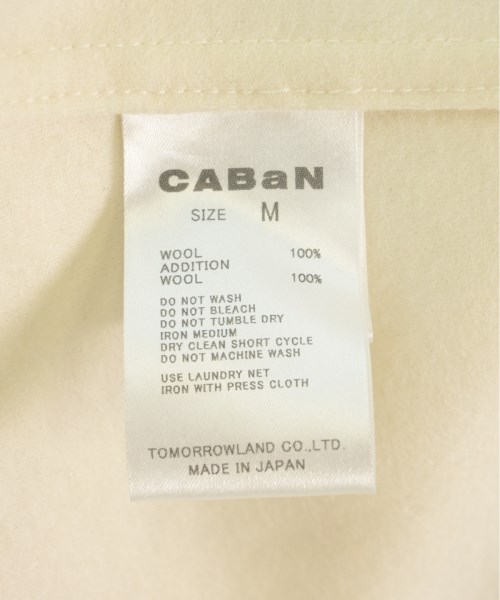 CABaN
SIZE M
WOOL 100%
ADDITION
WOOL 100%
DO NOT WASH
DO NOT BLEACH
DO NOT TUMBLE DRY
IRON MEDIUM
DRY CLEAN SHORT CYCLE
DO NOT MACHINE WASH
USE LAUNDRY NET
IRON WITH PRESS CLOTH
TOMORROWLAND CO.,LTD.
MADE IN JAPAN